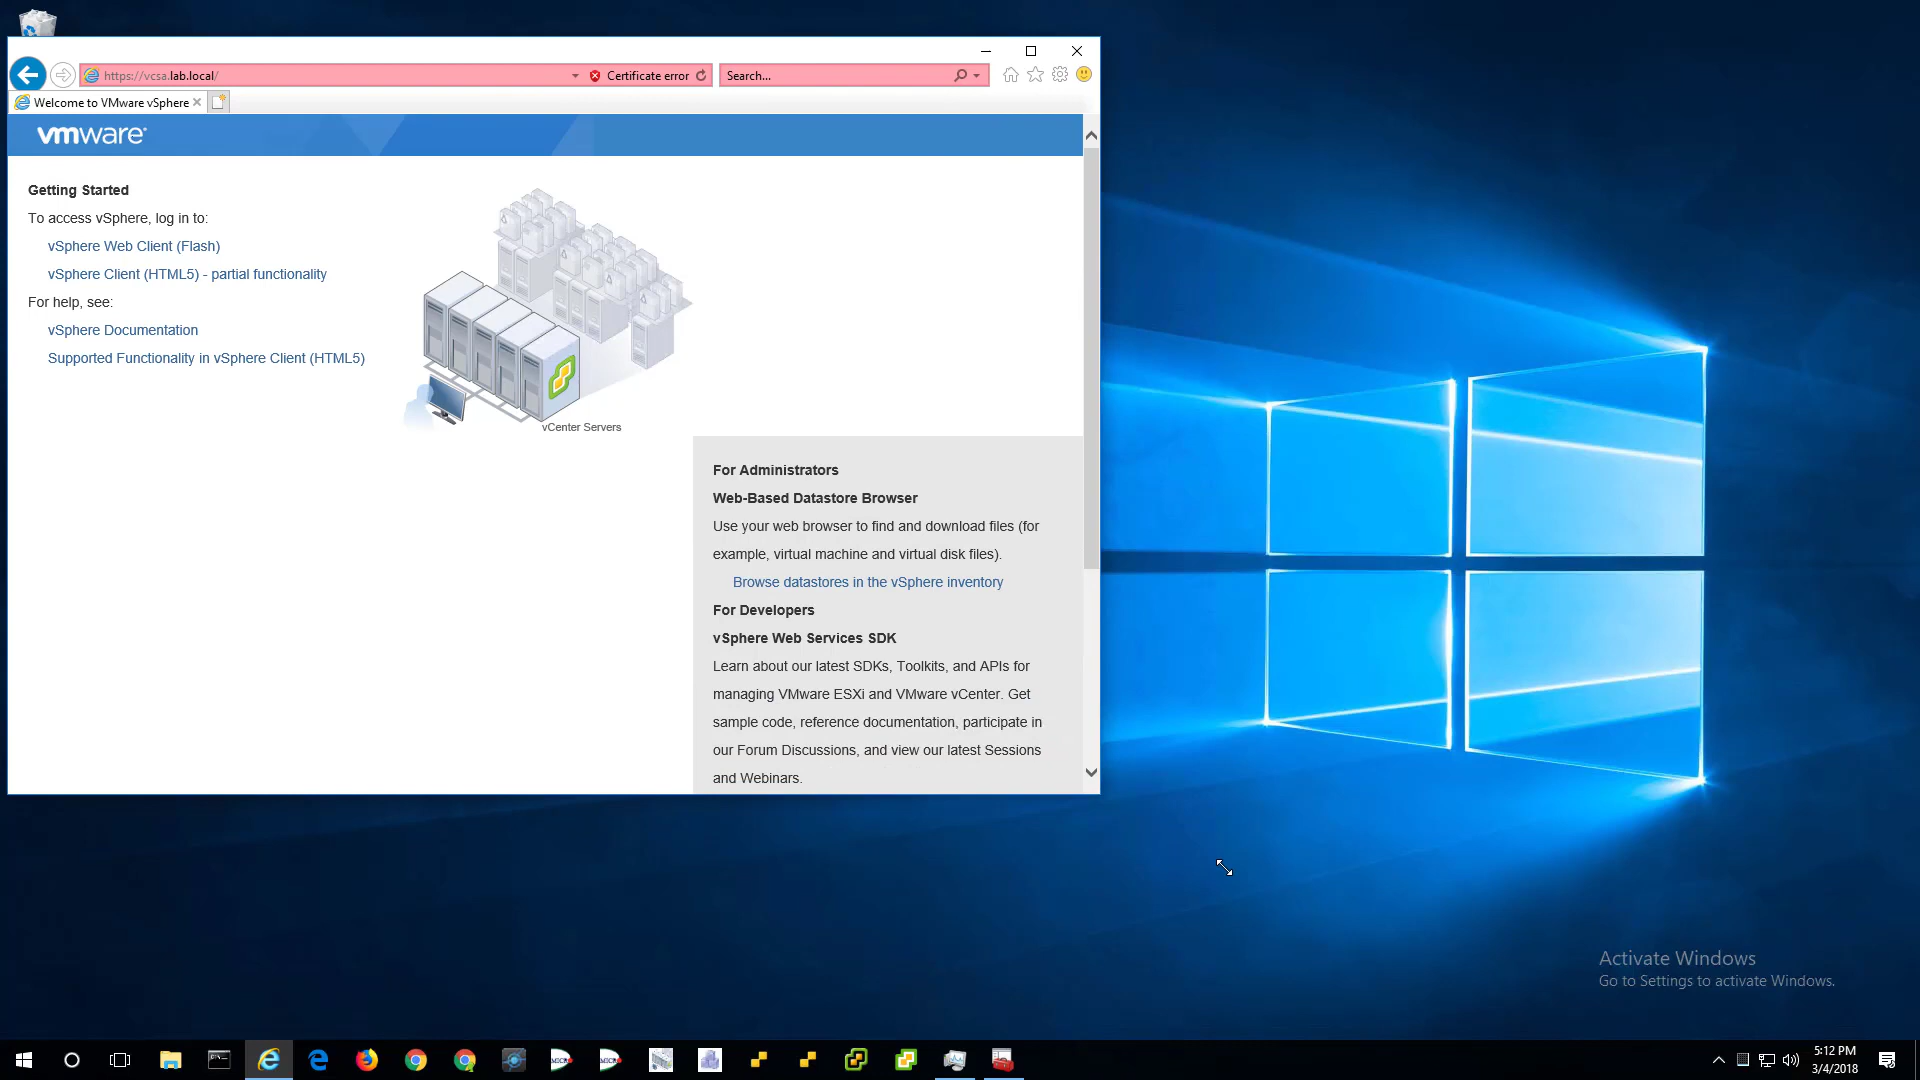 https://vcsa.lab.local/
Certificate error
Search...
Welcome to VMware vSphere
vmware
Getting Started
To access vSphere, log in to:
vSphere Web Client (Flash)
vSphere Client (HTML5) - partial functionality
For help, see:
vSphere Documentation
Supported Functionality in vSphere Client (HTML5)
vCenter Servers
For Administrators
Web-Based Datastore Browser
Use your web browser to find and download files (for
example, virtual machine and virtual disk files).
Browse datastores in the vSphere inventory
For Developers
vSphere Web Services SDK
Learn about our latest SDKs, Toolkits, and APIs for
managing VMware ESXi and VMware vCenter. Get
sample code, reference documentation, participate in
our Forum Discussions, and view our latest Sessions
and Webinars.
Activate Windows
Go to Settings to activate Windows.
5:12 PM
3/4/2018